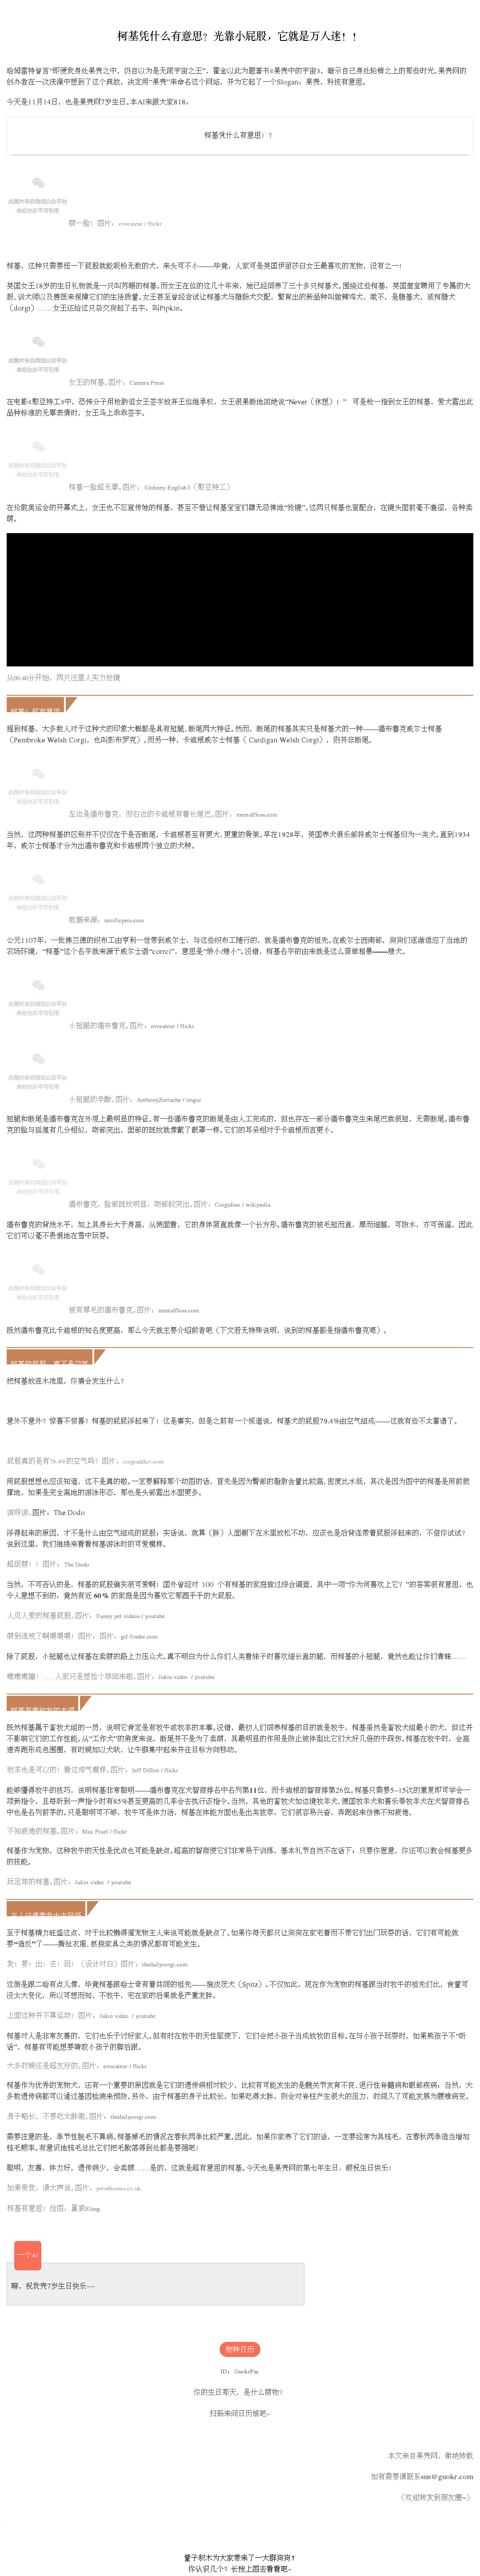 柯基凭什么有意思？光靠小屁股，它就是万人迷！！
哈姆雷特曾言“即便我身处果壳之中，仍自以为是无限宇宙之王”，霍金以此为题著书《果壳中的宇宙》，暗示自己身处轮椅之上的那些时光。果壳网的
创办者在一次洗澡中想到了这个典故，决定用“果壳”来命名这个网站，并为它起了一个Slogan：果壳，科技有意思。
今天是11月14日，也是果壳网7岁生日。本AI来跟大家818：
柯基凭什么有意思！？
此图片来自微信公众平台
未经允许不可引用
萌一脸！图片：evocateur / flickr
柯基，这种只需要扭一下屁股就能吸粉无数的犬，来头可不小——毕竟，人家可是英国伊丽莎白女王最喜欢的宠物，没有之一！
英国女王18岁的生日礼物就是一只叫苏珊的柯基。而女王在位的这几十年来，她已经饲养了三十多只柯基犬。围绕这些柯基，英国皇室聘用了专属的大
厨、训犬师以及兽医来保障它们的生活质量。女王甚至曾经尝试让柯基犬与腊肠犬交配，繁育出的新品种叫做辣鸡犬，哦不，是腊基犬，或柯腊犬
（dorgi）……女王还给这只杂交狗起了名字，叫Pipkin。
此图片来自微信公众平台
未经允许不可引用
女王的柯基。图片：Camera Press
在电影《憨豆特工》中，恐怖分子用枪胁迫女王签字放弃王位继承权，女王很果断地拒绝说“Never（休想）！” 可是枪一指到女王的柯基，爱犬露出此
品种标准的无辜表情时，女王马上乖乖签字。
此图片来自微信公众平台
未经允许不可引用
柯基一脸超无辜。图片：《Johnny English》（憨豆特工）
在伦敦奥运会的开幕式上，女王也不忘宣传她的柯基，甚至不曾让柯基宝宝们肆无忌惮地“抢镜”。这两只柯基也蛮配合，在镜头面前毫不羞涩，各种卖
萌。
从00:40分开始，两只汪星人实力抢镜
提到柯基，大多数人对于这种犬的印象大概都是具有短腿、断尾两大特征。然而，断尾的柯基其实只是柯基犬的一种——潘布鲁克威尔士柯基
（Pembroke Welsh Corgi，也叫彭布罗克）。而另一种，卡迪根威尔士柯基（ Cardigan Welsh Corgi），则并非断尾。
此图片来自微信公众平台
未经允许不可引用
左边是潘布鲁克，而右边的卡迪根有着长尾巴。图片：mentalfloss.com
当然，这两种柯基的区别并不仅仅在于是否断尾，卡迪根甚至有更大、更重的骨架。早在1928年，英国养犬俱乐部将威尔士柯基归为一类犬。直到1934
年，威尔士柯基才分为出潘布鲁克和卡迪根两个独立的犬种。
此图片来自微信公众平台
未经允许不可引用
数据来源：terrificpets.com
公元1107年，一批佛兰德的织布工由亨利一世带到威尔士，与这些织布工随行的，就是潘布鲁克的祖先。在威尔士西南部，狗狗们逐渐适应了当地的
农场环境，“柯基”这个名字就来源于威尔士语“correi”，意思是“娇小/矮小”。没错，柯基名字的由来就是这么简单粗暴——矮犬。
此图片来自微信公众平台
未经允许不可引用
小短腿的潘布鲁克。图片：evocateur / flickr
此图片来自微信公众平台
未经允许不可引用
小短腿的辛酸。图片：AnthonyZertuche / imgur
短腿和断尾是潘布鲁克在外观上最明显的特征。有一些潘布鲁克的断尾是由人工完成的，但也存在一部分潘布鲁克生来尾巴就很短，无需断尾。潘布鲁
克的脸与狐狸有几分相似，吻部突出，面部的斑纹就像戴了眼罩一样。它们的耳朵相对于卡迪根而言更小。
此图片来自微信公众平台
未经允许不可引用
潘布鲁克，脸部斑纹明显，吻部较突出。图片：Corgidino / wikipedia
潘布鲁克的背线水平，加上其身长大于身高，从侧面看，它的身体简直就像一个长方形。潘布鲁克的被毛短而直，厚而细腻，可防水，亦可保温，因此
它们可以毫不畏惧地在雪中玩耍。
此图片来自微信公众平台
未经允许不可引用
被有厚毛的潘布鲁克。图片：mentalfloss.com
既然潘布鲁克比卡迪根的知名度更高，那么今天就主要介绍前者吧（下文若无特殊说明，说到的柯基都是指潘布鲁克嗯）。
把柯基放进水池里，你猜会发生什么？
意外不意外？惊喜不惊喜？柯基的屁屁浮起来了！这是事实，但是之前有一个报道说，柯基犬的屁股79.4%由空气组成——这就有些不太靠谱了。
屁股真的是有79.4%的空气吗？图片：corgiaddict.com
用屁股想想也应该知道，这不是真的啦。一定要解释那个动图的话，首先是因为臀部的脂肪含量比较高，密度比水低，其次是因为图中的柯基是用前肢
撑地，如果是完全离地的游泳形态，那也是头部露出水面更多。
游呀游。图片：The Dodo
浮得起来的原因，才不是什么由空气组成的屁股；实话说，就算（胖）人面朝下在水里放松不动，应该也是后背连带着屁股浮起来的，不信你试试？
说到这里，我们继续来看看柯基游泳时的可爱模样。
超级萌！！图片：The Dodo
当然，不可否认的是，柯基的屁股确实很可爱啊！国外曾经对 100 个有柯基的家庭做过综合调查，其中一项“你为何喜欢上它？”的答案很有意思，也
令人意想不到的，竟然有近 60 % 的家庭是因为喜欢它那圆乎乎的大屁股。
人见人爱的柯基屁股。图片：Funny pet videos / youtube
萌到连续了啊哦哦哦！图片：图片：gif-finder.com
除了屁股，小短腿也让柯基在卖萌的路上力压众犬。真不明白为什么你们人类看妹子时喜欢细长直的腿，而柯基的小短腿，竟然也能让你们青睐……
噗噗噗蹦！……人家只是想拾个球回来啦。图片：Jukin video / youtube
既然柯基属于畜牧犬组的一员，说明它肯定是有牧牛或牧羊的本事。没错，最初人们饲养柯基的目的就是牧牛，柯基虽然是畜牧犬组最小的犬，但这并
不影响它们的工作性能。从“工作犬”的角度来说，断尾并不是为了卖萌，其最明显的作用是防止被体型比它们大好几倍的牛踩伤。柯基在牧牛时，会高
速奔跑形成包围圈，有时候加以犬吠，让牛群集中起来并往目标方向移动。
牧羊也是可以的！看这帅气模样。图片：Jeff Dillon / flickr
能够懂得牧牛的技巧，说明柯基非常聪明——潘布鲁克在犬智商排名中名列第11位，而卡迪根的智商排第26位。柯基只需要5~15次的重复即可学会一
项新指令，且每听到一声指令时有85%甚至更高的几率会去执行该指令。当然，其他的畜牧犬如边境牧羊犬、德国牧羊犬和喜乐蒂牧羊犬在犬智商排名
中也是名列前茅的。只是聪明可不够，牧牛可是体力活，柯基在体能方面也是出类拔萃，它们很容易兴奋，奔跑起来仿佛不知疲倦。
不知疲倦的柯基。图片：Max Pixel / flickr
柯基作为宠物，这种牧牛的天性是优点也可能是缺点。超高的智商使它们非常易于训练，基本礼节自然不在话下；只要你愿意，你还可以教会柯基更多
的技能。
玩足球的柯基。图片：Jukin video / youtube
至于柯基精力旺盛这点，对于比较懒得遛宠物主人来说可能就是缺点了。如果你每天都只让狗狗在家宅着而不带它们出门玩耍的话，它们有可能就
要“造反”了——撕扯衣服、抓挠家具之类的情况都有可能发生。
我！要！出！去！玩！（设计对白）图片：thedailycorgi.com
这倒是跟二哈有点儿像，毕竟柯基跟哈士奇有着共同的祖先——施皮茨犬（Spitz）。不仅如此，现在作为宠物的柯基跟当时牧牛的祖先们比，食量可
没太大变化，所以可想而知，不牧牛，宅在家的后果就是严重发胖。
上面这种并不算运动！图片：Jukin video / youtube
柯基对人是非常友善的，它们也乐于讨好家人。但有时在牧牛的天性驱使下，它们会把小孩子当成放牧的目标。在与小孩子玩耍时，如果熊孩子不“听
话”，柯基有可能想要啃咬小孩子的脚后跟。
大多时候还是超友好的。图片：evocateur / flickr
柯基作为优秀的宠物犬，还有一个重要的原因就是它们的遗传病相对较少，比较有可能发生的是髋关节发育不良、退行性脊髓病和眼部疾病；当然，大
多数遗传病都可以通过基因检测来预防。另外，由于柯基的身子比较长，如果吃得太胖，则会对脊柱产生很大的压力，时间久了可能发展为腰椎病变。
身子略长，不要吃太胖哦。图片：thedailycorgi.com
需要注意的是，季节性脱毛不算病。柯基掉毛的情况在春秋两季比较严重。因此，如果你家养了它们的话，一定要经常为其梳毛，在春秋两季适当增加
梳毛频率。有意识地梳毛总比它们把毛散落得到处都是要强吧！
聪明，友善，体力好，遗传病少，会卖萌……是的，这就是超有意思的柯基。今天也是果壳网的第七年生日，顺祝生日快乐！
如果爱我，请大声说。图片：pets4homes.co.uk
柯基有意思！绘图：翼狼Elang
一个AI
嘛，祝我壳7岁生日快乐~~
物种日历
ID：GuokrPac
你的生日那天，是什么萌物？
扫码来问日历娘吧~
本文来自果壳网，谢绝转载
如有需要请联系sns@guokr.com
（欢迎转发到朋友圈~）
量子积木为大家带来了一大群狗狗！
你认识几个？长按上图去看看吧~